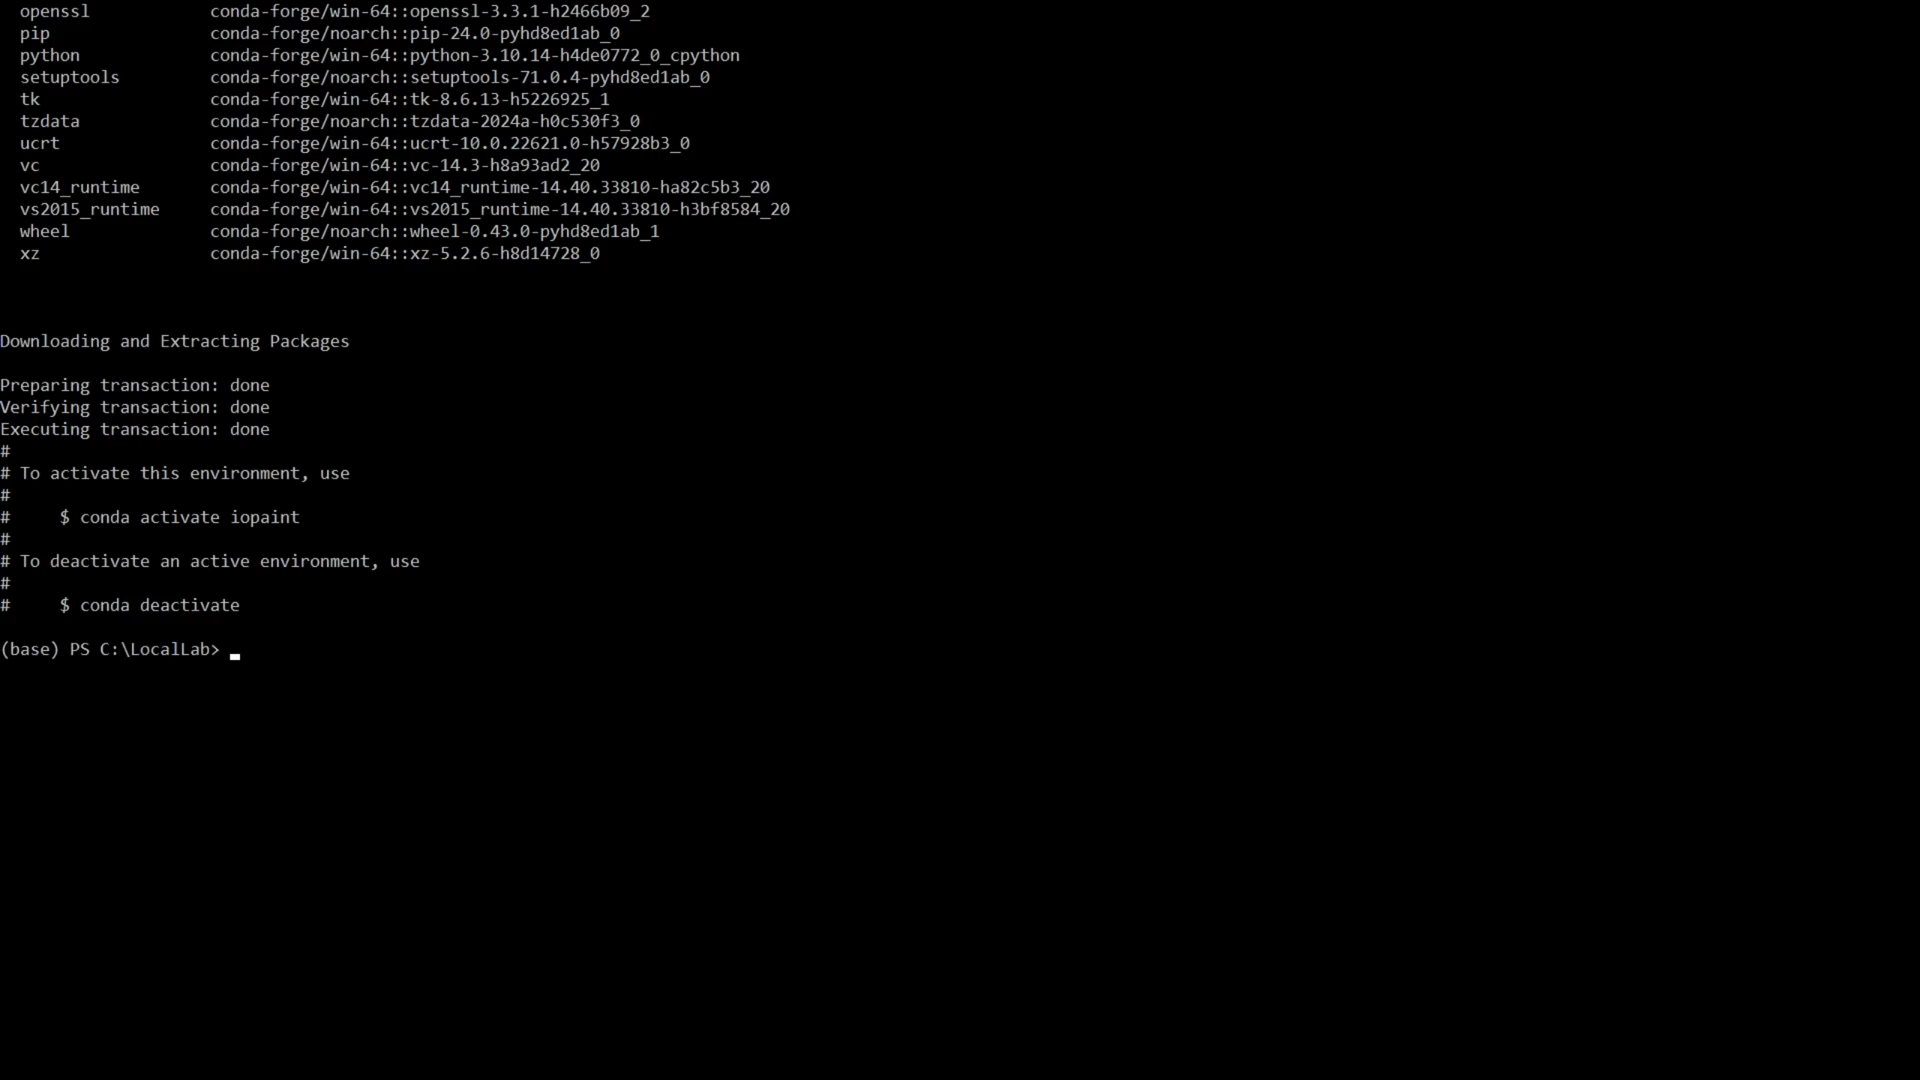 openssl conda-forge/win-64::openssl-3.3.1-h2466b09_2
pip conda-forge/noarch::pip-24.0-pyhd8ed1ab_0
python conda-forge/win-64::python-3.10.14-h4de0772_0_cpython
setuptools conda-forge/noarch::setuptools-71.0.4-pyhd8ed1ab_0
tk conda-forge/win-64::tk-8.6.13-h5226925_1
tzdata conda-forge/noarch::tzdata-2024a-h0c530f3_0
ucrt conda-forge/win-64::ucrt-10.0.22621.0-h57928b3_0
vc conda-forge/win-64::vc-14.3-h8a93ad2_20
vc14_runtime conda-forge/win-64::vc14_runtime-14.40.33810-ha82c5b3_20
vs2015_runtime conda-forge/win-64::vs2015_runtime-14.40.33810-h3bf8584_20
wheel conda-forge/noarch::wheel-0.43.0-pyhd8ed1ab_1
xz conda-forge/win-64::xz-5.2.6-h8d14728_0
Downloading and Extracting Packages
Preparing transaction: done
Verifying transaction: done
Executing transaction: done
#
# To activate this environment, use
#
# $ conda activate iopaint
#
# To deactivate an active environment, use
#
# $ conda deactivate
(base) PS C:\LocalLab>